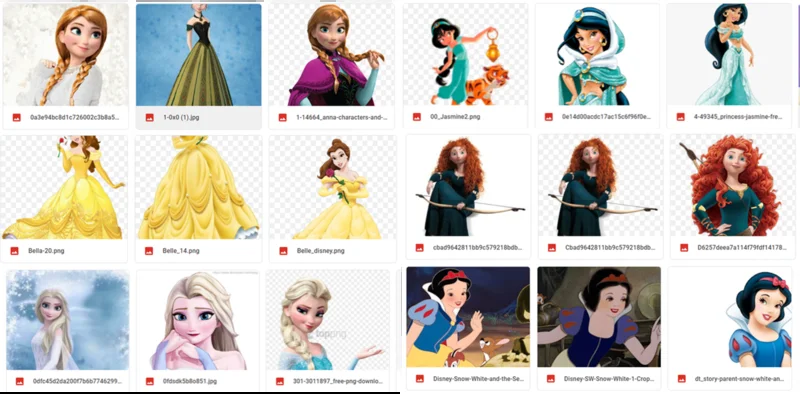 0a3e94bc8d1c726002c3b8a5...
1-0x0 (1).jpg
1-14664_anna-characters-and-...
00_Jasmine2.png
0e14d00acdc17ac15c6f96f0e...
4-49345_princess-jasmine-fre...
Bella-20.png
Belle_14.png
Belle_disney.png
cbad9642811bb9c579218bdb...
Cbad9642811bb9c579218bdb...
D6257deea7a114f79fdf14178...
0dfc45d2da200f7b6b7746299...
0fdsdk5b8o851.jpg
toppng
301-3011897_free-png-downlo...
Disney-Snow-White-and-the-Se...
Disney-SW-Snow-White-1-Crop...
dt_story-parent-snow-white-an...